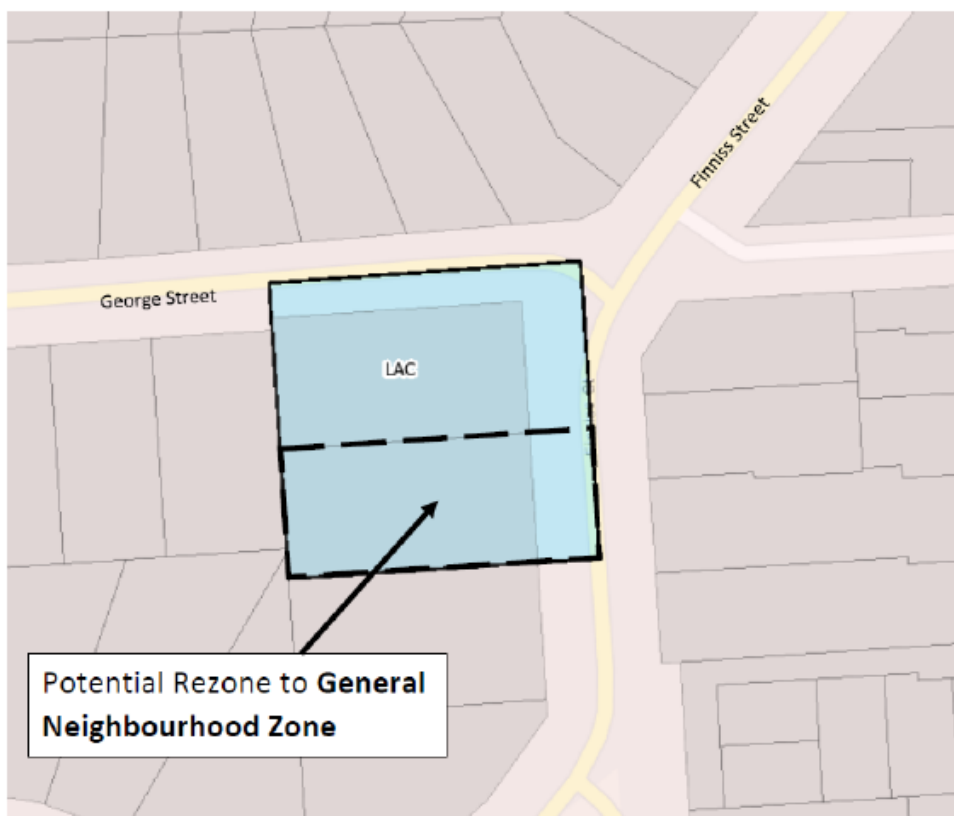 Finniss Street
George Street
LAC
Potential Rezone to General
Neighbourhood Zone